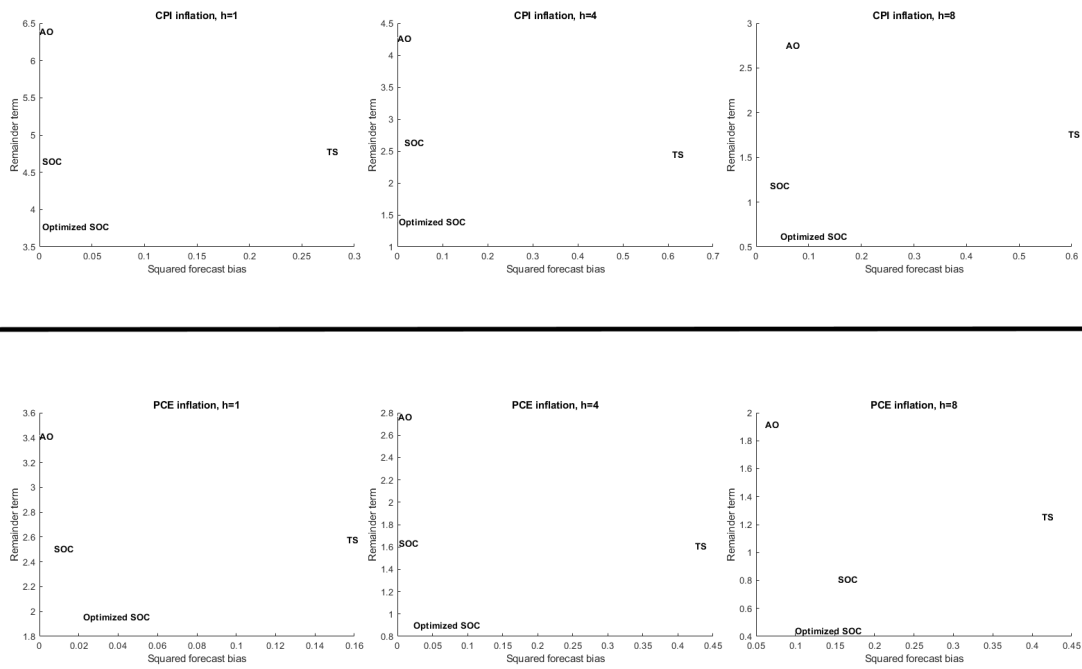 CPI inflation, h=1
6.5
6
5.5
5
4.5
4
3.5
Remainder term
AO
SOC
TS
Optimized SOC
0 0.05 0.1 0.15 0.2 0.25 0.3
Squared forecast bias
CPI inflation, h=4
4.5
4
3.5
3
2.5
2
1.5
1
Remainder term
AO
SOC
TS
Optimized SOC
0 0.1 0.2 0.3 0.4 0.5 0.6 0.7
Squared forecast bias
CPI inflation, h=8
3
2.5
2
1.5
1
0.5
Remainder term
AO
TS
SOC
Optimized SOC
0 0.1 0.2 0.3 0.4 0.5 0.6
Squared forecast bias
PCE inflation, h=1
3.6
3.4
3.2
3
2.8
2.6
2.4
2.2
2
1.8
Remainder term
AO
TS
SOC
Optimized SOC
0 0.02 0.04 0.06 0.08 0.1 0.12 0.14 0.16
Squared forecast bias
PCE inflation, h=4
2.8
2.6
2.4
2.2
2
1.8
1.6
1.4
1.2
1
0.8
Remainder term
AO
SOC
TS
Optimized SOC
0 0.05 0.1 0.15 0.2 0.25 0.3 0.35 0.4 0.45
Squared forecast bias
PCE inflation, h=8
2
1.8
1.6
1.4
1.2
1
0.8
0.6
0.4
Remainder term
AO
TS
SOC
Optimized SOC
0.05 0.1 0.15 0.2 0.25 0.3 0.35 0.4 0.45
Squared forecast bias